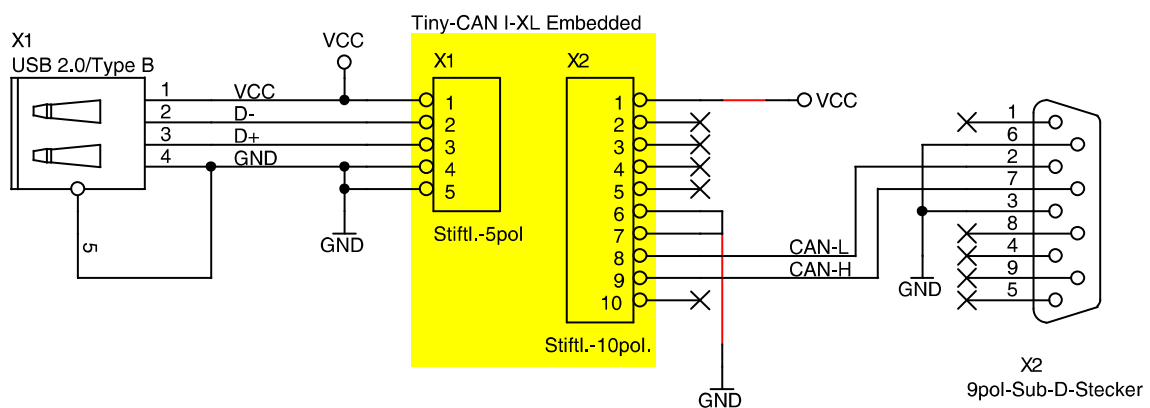 Tiny-CAN I-XL Embedded
X1
USB 2.0/Type B
VCC
X1
X2
1 VCC
2 D-
3 D+
4 GND
5
1
2
3
4
5
Stiftl.-5pol
GND
1
2
3
4
5
6
7
8
9
10
Stiftl.-10pol.
VCC
CAN-L
CAN-H
GND
GND
1
6
2
7
3
8
4
9
5
X2
9pol-Sub-D-Stecker